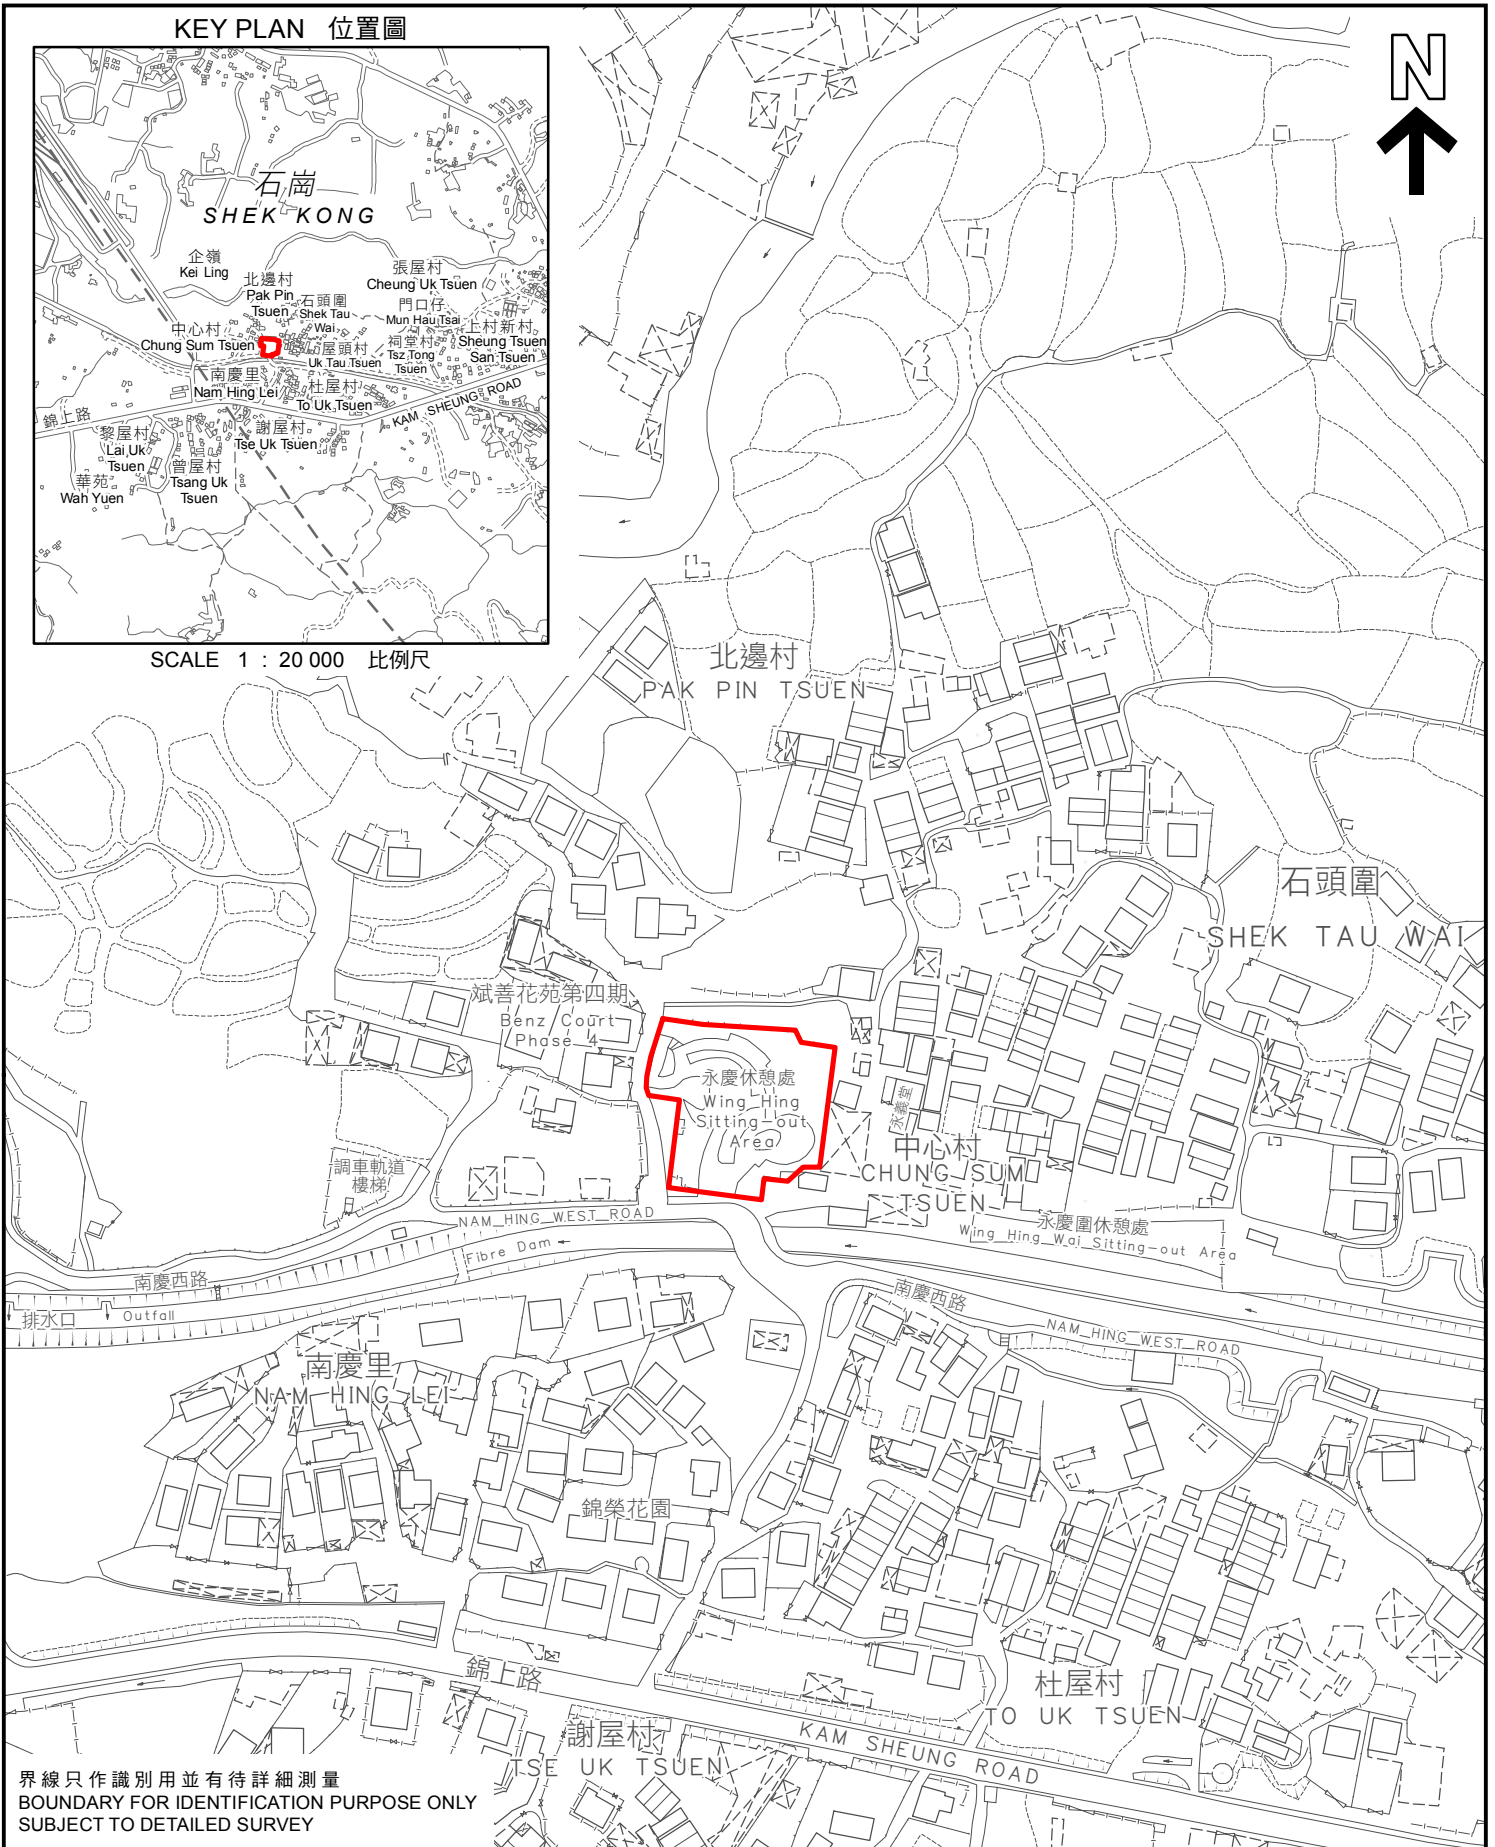 KEY PLAN 位置圖
N
石崗
SHEK KONG
企嶺
Kei Ling
北邊村
Pak Pin
Tsuen
石頭圍
Shek Tau
Wai
張屋村
Cheung Uk Tsuen
門口仔
Mun Hau Tsai
上村新村
Sheung Tsuen
San Tsuen
中心村
Chung Sum Tsuen
屋頭村
Uk Tau Tsuen
祠堂村
Tsz Tong
Tsuen
南慶里
Nam Hing Lei
杜屋村
To Uk Tsuen
錦上路
KAM SHEUNG ROAD
謝屋村
Tse Uk Tsuen
黎屋村
Lai Uk
Tsuen
曾屋村
Tsang Uk
Tsuen
華苑
Wah Yuen
SCALE 1 : 20 000 比例尺
北邊村
PAK PIN TSUEN
石頭圍
SHEK TAU WAI
斌善花苑第四期
Benz Court
Phase 4
永慶休憩處
Wing Hing
Sitting-out
Area
永義堂
中心村
CHUNG SUM
TSUEN
調車軌道
樓梯
NAM HING WEST ROAD
永慶圍休憩處
Wing Hing Wai Sitting-out Area
Fibre Dam
南慶西路
排水口
Outfall
南慶西路
NAM HING WEST ROAD
南慶里
NAM HING LEI
錦榮花園
錦上路
杜屋村
TO UK TSUEN
謝屋村
TSE UK TSUEN
KAM SHEUNG ROAD
界線只作識別用並有待詳細測量
BOUNDARY FOR IDENTIFICATION PURPOSE ONLY
SUBJECT TO DETAILED SURVEY